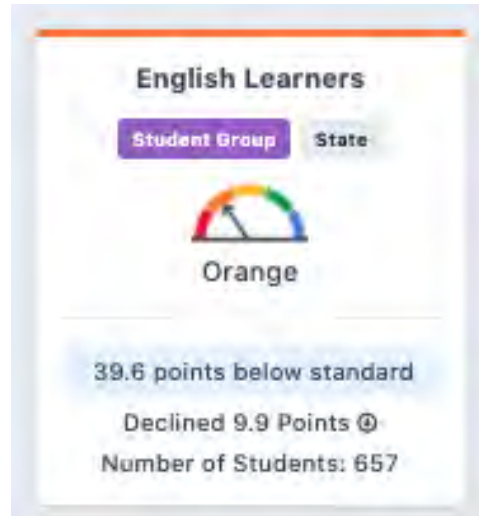 English Learners
Student Group State
Orange
39.6 points below standard
Declined 9.9 Points
Number of Students: 657